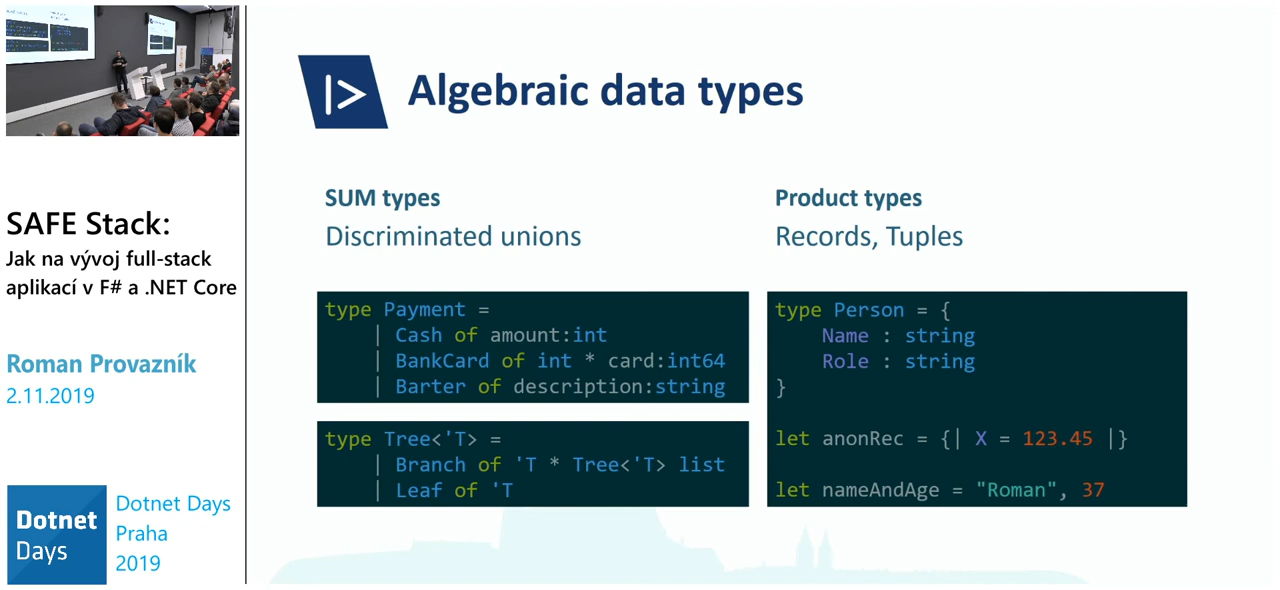 SAFE Stack:
Jak na vývoj full-stack
aplikací v F# a .NET Core
Roman Provazník
2.11.2019
Dotnet
Days
Dotnet Days
Praha
2019
|> Algebraic data types
SUM types
Discriminated unions
type Payment =
    | Cash of amount:int
    | BankCard of int * card:int64
    | Barter of description:string
type Tree<'T> =
    | Branch of 'T * Tree<'T> list
    | Leaf of 'T
Product types
Records, Tuples
type Person = {
    Name : string
    Role : string
}
let anonRec = {| X = 123.45 |}
let nameAndAge = "Roman", 37